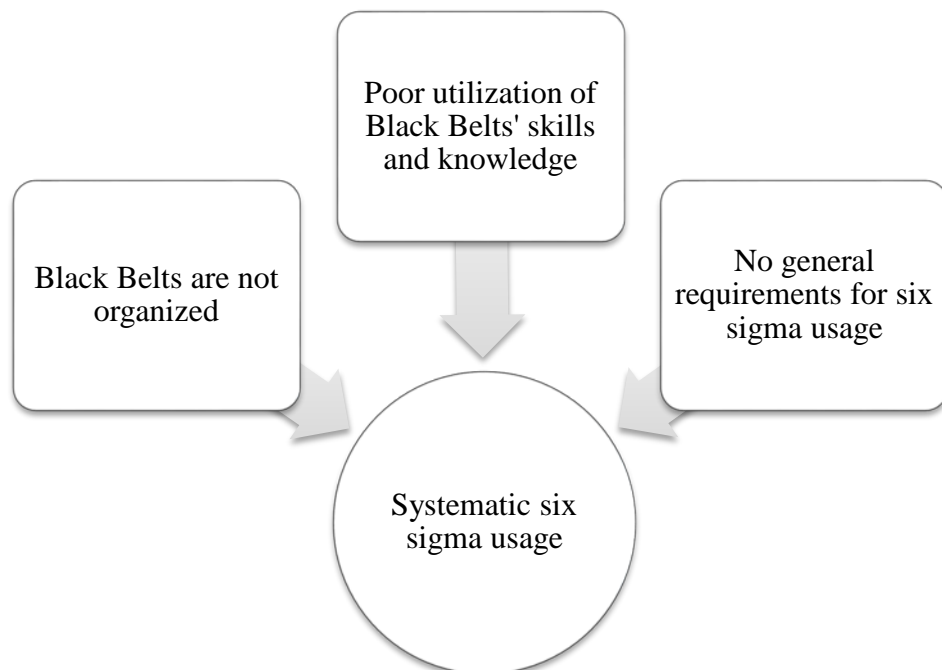 Poor utilization of
Black Belts' skills
and knowledge
Black Belts are not
organized
No general
requirements for six
sigma usage
Systematic six
sigma usage